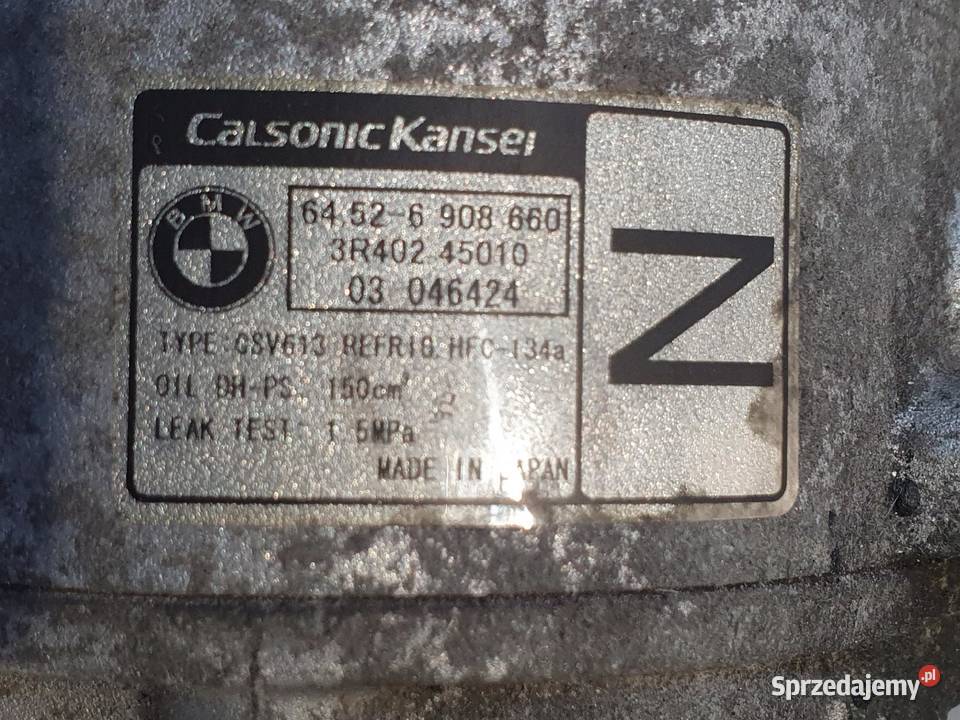 CalsonicKansei
BMW
64.52-6 908 660
3R402 45010
03 046424
TYPE CSV613 REFRIG. HFC-134a
OIL DH-PS 150cm³
LEAK TEST 1.5MPa
MADE IN JAPAN
N
Sprzedajemy.pl